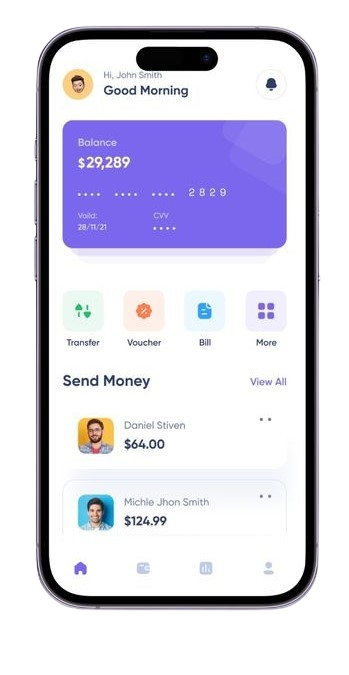 Hi, John Smith
Good Morning
Balance
$29,289
•••• •••• •••• 2829
Vaild: CVV
28/11/21 ••••
Transfer Voucher Bill More
Send Money View All
Daniel Stiven
$64.00
Michle Jhon Smith
$124.99